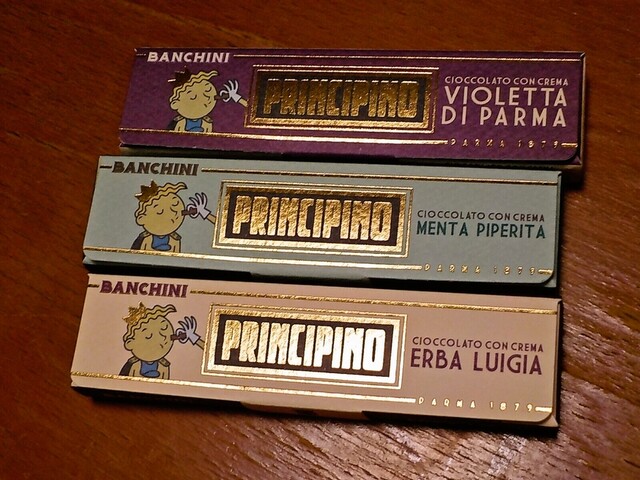 BANCHINI
PRINCIPINO
CIOCCOLATO CON CREMA
VIOLETTA
DI PARMA
PARMA 1879
BANCHINI
PRINCIPINO
CIOCCOLATO CON CREMA
MENTA PIPERITA
PARMA 1879
BANCHINI
PRINCIPINO
CIOCCOLATO CON CREMA
ERBA LUIGIA
PARMA 1879